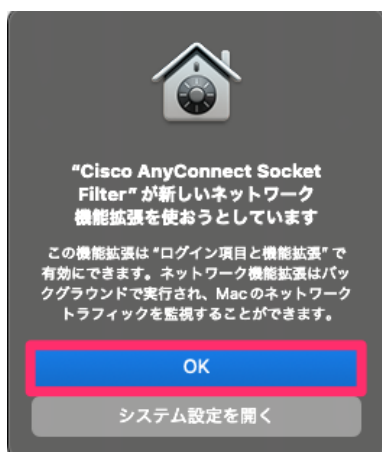 “Cisco AnyConnect Socket
Filter”が新しいネットワーク
機能拡張を使おうとしています
この機能拡張は“ログイン項目と機能拡張”で
有効にできます。ネットワーク機能拡張はバッ
クグラウンドで実行され、Macのネットワーク
トラフィックを監視することができます。
OK
システム設定を開く